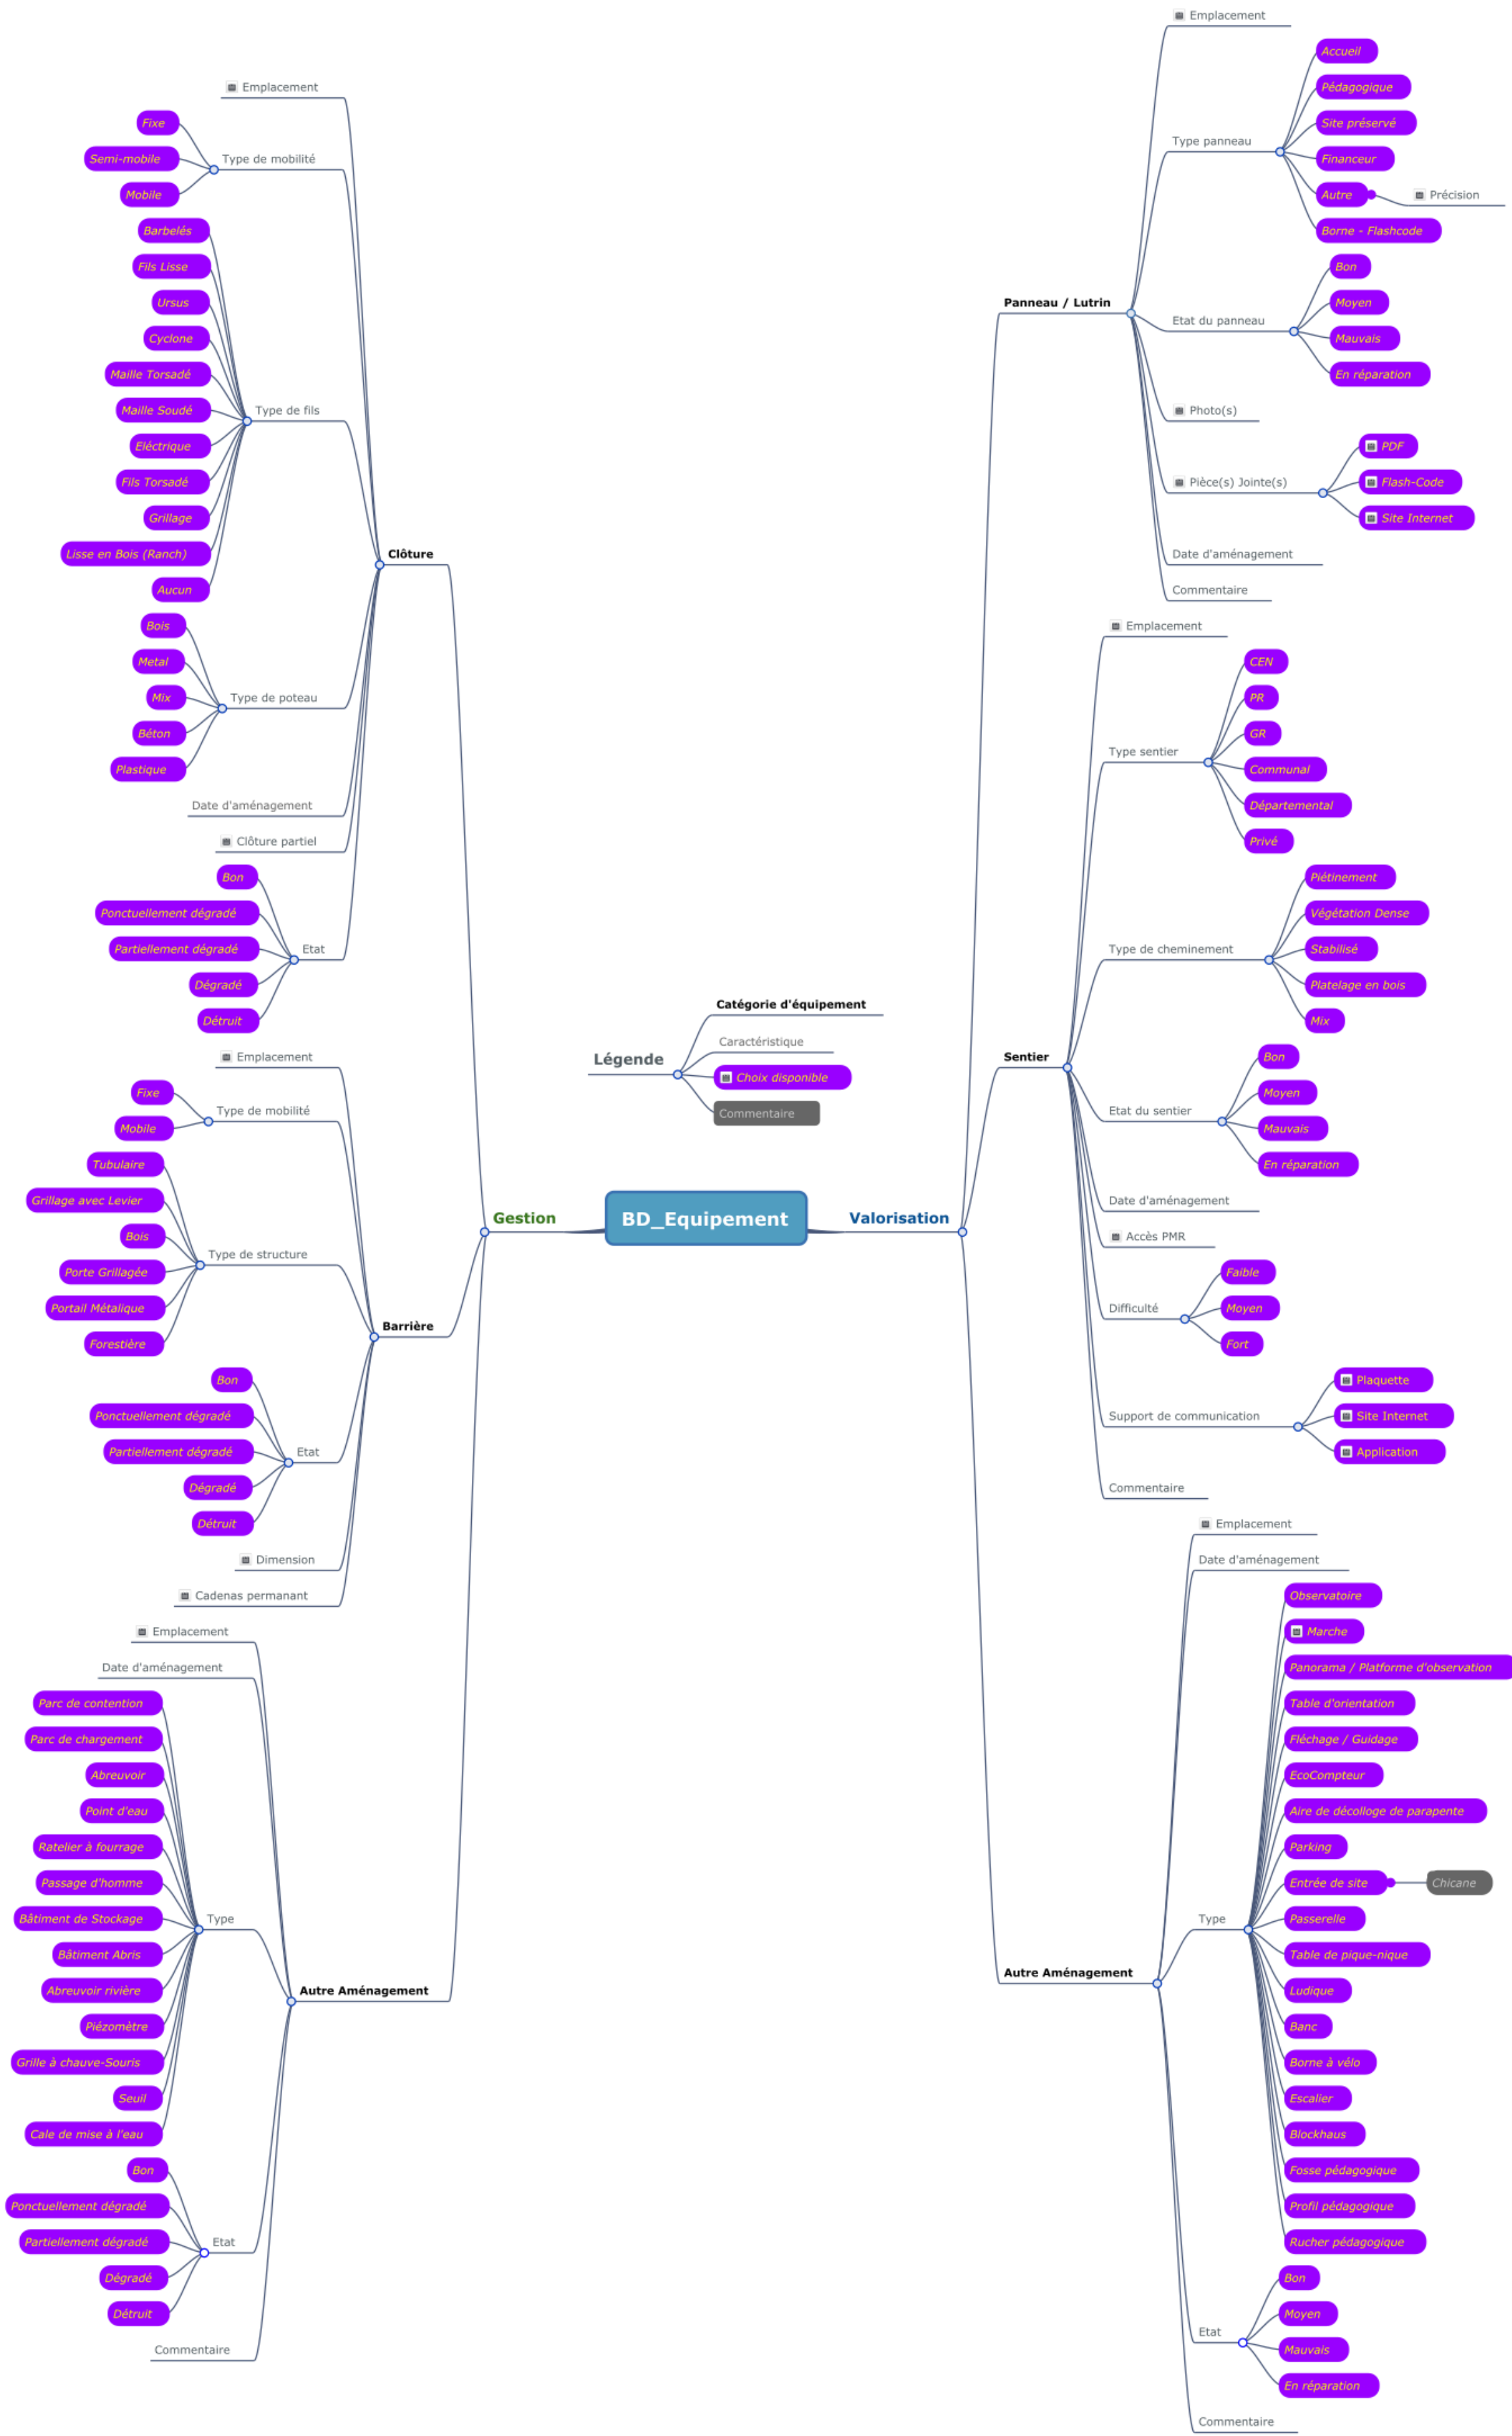 BD_Equipement
Légende
Catégorie d'équipement
Caractéristique
Choix disponible
Commentaire
Gestion
Clôture
Emplacement
Type de mobilité
Fixe
Semi-mobile
Mobile
Type de fils
Barbelés
Fils Lisse
Ursus
Cyclone
Maille Torsadé
Maille Soudé
Eléctrique
Fils Torsadé
Grillage
Lisse en Bois (Ranch)
Aucun
Type de poteau
Bois
Metal
Mix
Béton
Plastique
Date d'aménagement
Clôture partiel
Etat
Bon
Ponctuellement dégradé
Partiellement dégradé
Dégradé
Détruit
Barrière
Emplacement
Type de mobilité
Fixe
Mobile
Type de structure
Tubulaire
Grillage avec Levier
Bois
Porte Grillagée
Portail Métalique
Forestière
Etat
Bon
Ponctuellement dégradé
Partiellement dégradé
Dégradé
Détruit
Dimension
Cadenas permanant
Autre Aménagement
Emplacement
Date d'aménagement
Type
Parc de contention
Parc de chargement
Abreuvoir
Point d'eau
Ratelier à fourrage
Passage d'homme
Bâtiment de Stockage
Bâtiment Abris
Abreuvoir rivière
Piézomètre
Grille à chauve-Souris
Seuil
Cale de mise à l'eau
Etat
Bon
Ponctuellement dégradé
Partiellement dégradé
Dégradé
Détruit
Commentaire
Valorisation
Panneau / Lutrin
Emplacement
Type panneau
Accueil
Pédagogique
Site préservé
Financeur
Autre
Précision
Borne - Flashcode
Etat du panneau
Bon
Moyen
Mauvais
En réparation
Photo(s)
Pièce(s) Jointe(s)
PDF
Flash-Code
Site Internet
Date d'aménagement
Commentaire
Sentier
Emplacement
Type sentier
CEN
PR
GR
Communal
Départemental
Privé
Type de cheminement
Piétinement
Végétation Dense
Stabilisé
Platelage en bois
Mix
Etat du sentier
Bon
Moyen
Mauvais
En réparation
Date d'aménagement
Accès PMR
Difficulté
Faible
Moyen
Fort
Support de communication
Plaquette
Site Internet
Application
Commentaire
Autre Aménagement
Emplacement
Date d'aménagement
Type
Observatoire
Marche
Panorama / Platforme d'observation
Table d'orientation
Fléchage / Guidage
EcoCompteur
Aire de décolloge de parapente
Parking
Entrée de site
Chicane
Passerelle
Table de pique-nique
Ludique
Banc
Borne à vélo
Escalier
Blockhaus
Fosse pédagogique
Profil pédagogique
Rucher pédagogique
Etat
Bon
Moyen
Mauvais
En réparation
Commentaire